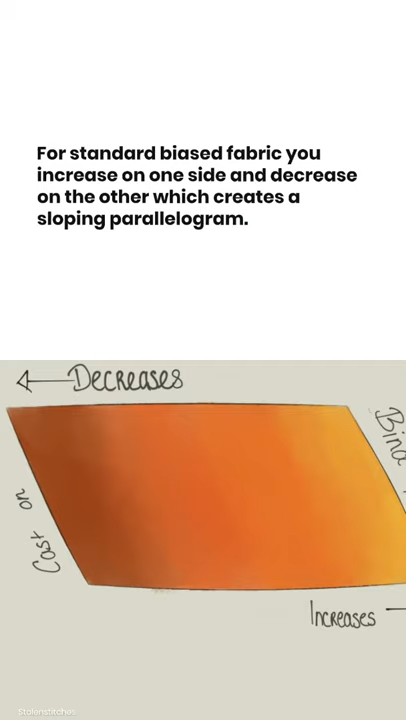 For standard biased fabric you
increase on one side and decrease
on the other which creates a
sloping parallelogram.
Decreases
Cast on
Bind
Increases
Stolenstitches